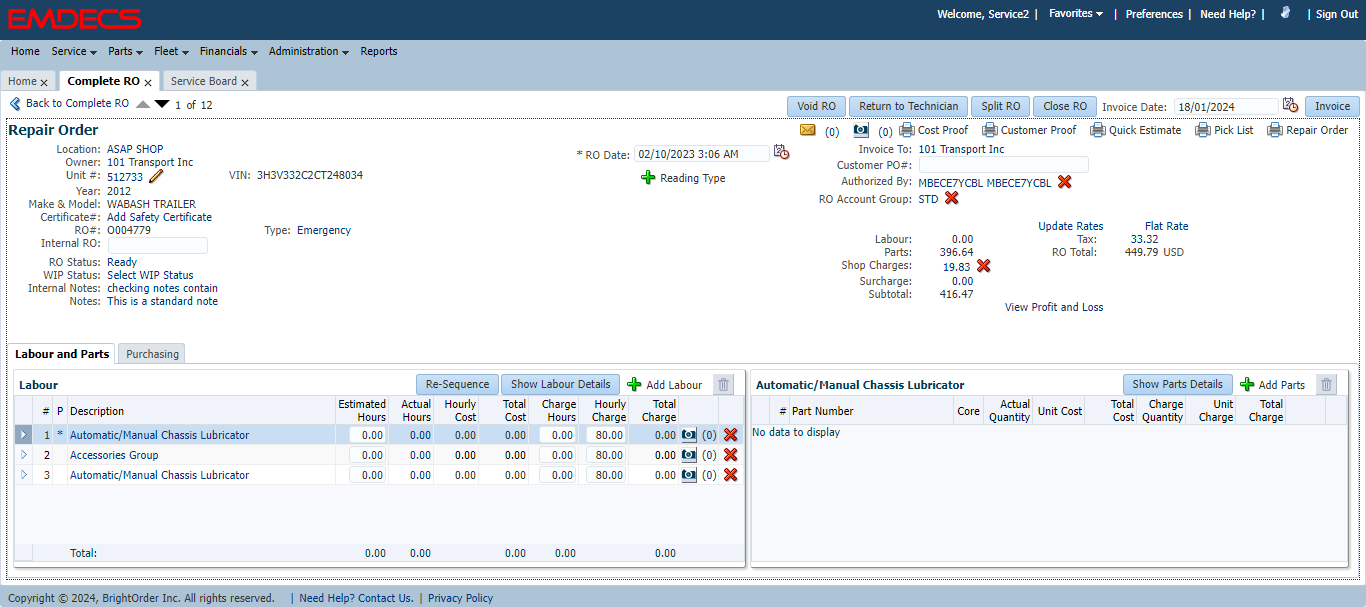 EMDECS
Welcome, Service2 | Favorites | Preferences | Need Help? | | Sign Out
Home Service Parts Fleet Financials Administration Reports
Home Complete RO Service Board
Back to Complete RO 1 of 12 Void RO Return to Technician Split RO Close RO Invoice Date: 18/01/2024 Invoice
Repair Order (0) (0) Cost Proof Customer Proof Quick Estimate Pick List Repair Order
Location: ASAP SHOP * RO Date: 02/10/2023 3:06 AM Invoice To: 101 Transport Inc
Owner: 101 Transport Inc Customer PO#:
Unit #: 512733 VIN: 3H3V332C2CT248034 Reading Type Authorized By: MBECE7YCBL MBECE7YCBL
Year: 2012 RO Account Group: STD
Make & Model: WABASH TRAILER
Certificate#: Add Safety Certificate Update Rates Flat Rate
RO#: O004779 Type: Emergency
Internal RO: Labour: 0.00 Tax: 33.32
Parts: 396.64 RO Total: 449.79 USD
RO Status: Ready Shop Charges: 19.83
WIP Status: Select WIP Status Surcharge: 0.00
Internal Notes: checking notes contain Subtotal: 416.47
Notes: This is a standard note View Profit and Loss
Labour and Parts Purchasing
Labour Re-Sequence Show Labour Details Add Labour
# P Description Estimated Hours Actual Hours Hourly Cost Total Cost Charge Hours Hourly Charge Total Charge
1 * Automatic/Manual Chassis Lubricator 0.00 0.00 0.00 0.00 0.00 80.00 0.00 (0)
2 Accessories Group 0.00 0.00 0.00 0.00 0.00 80.00 0.00 (0)
3 Automatic/Manual Chassis Lubricator 0.00 0.00 0.00 0.00 0.00 80.00 0.00 (0)
Total: 0.00 0.00 0.00 0.00 0.00
Automatic/Manual Chassis Lubricator Show Parts Details Add Parts
# Part Number Core Actual Quantity Unit Cost Total Cost Charge Quantity Unit Charge Total Charge
No data to display
Copyright © 2024, BrightOrder Inc. All rights reserved. | Need Help? Contact Us. | Privacy Policy